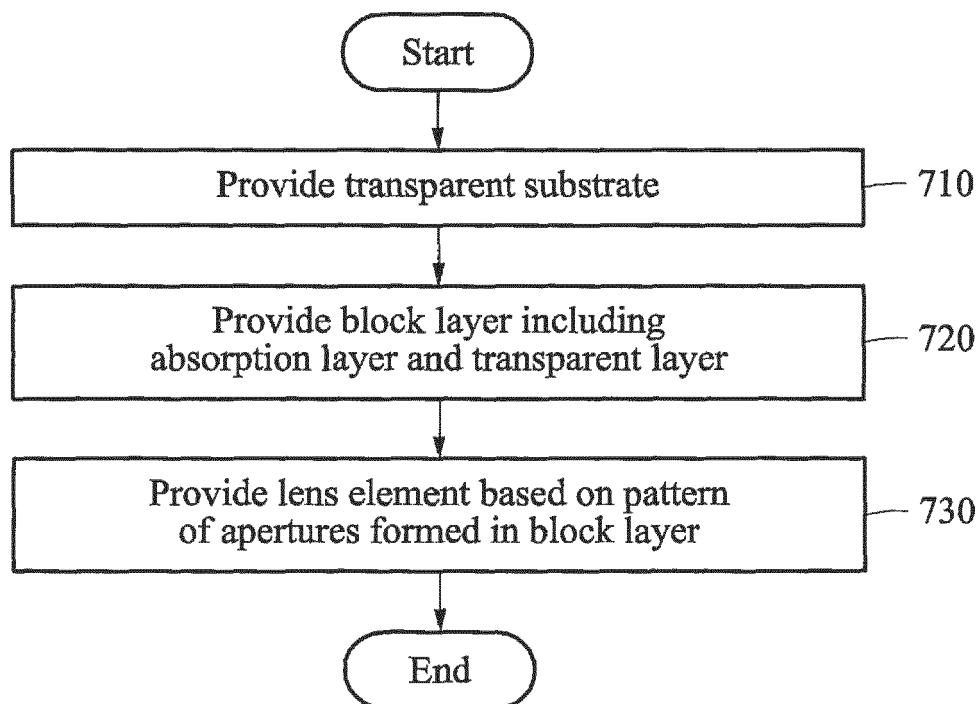 Start
Provide transparent substrate
710
Provide block layer including
absorption layer and transparent layer
720
Provide lens element based on pattern
of apertures formed in block layer
730
End